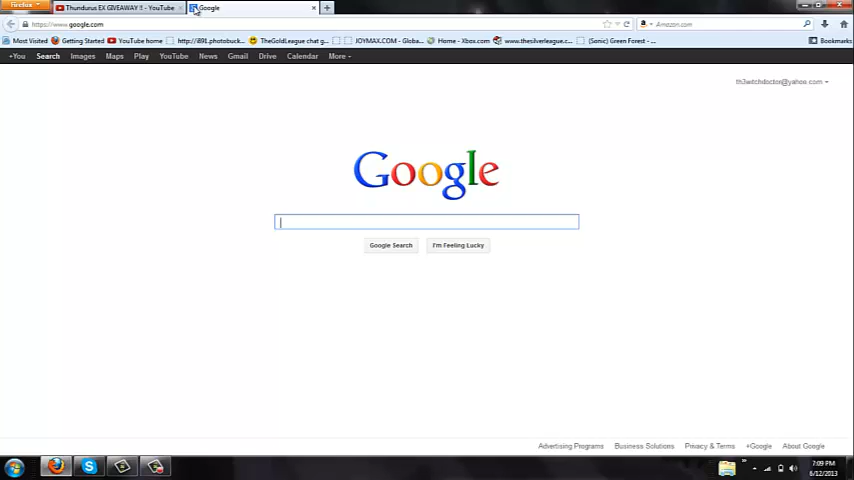 Firefox
Thundurus EX GIVEAWAY !! - YouTube
Google
https://www.google.com
Amazon.com
Most Visited
Getting Started
YouTube home
http://i891.photobuck...
TheGoldLeague chat g...
JOYMAX.COM - Globa...
Home - Xbox.com
www.thesilverleague.c...
(Sonic) Green Forest - ...
Bookmarks
+You Search Images Maps Play YouTube News Gmail Drive Calendar More
th3witchdoctor@yahoo.com
Google
Google Search
I'm Feeling Lucky
Advertising Programs Business Solutions Privacy & Terms +Google About Google
7:09 PM
6/12/2013